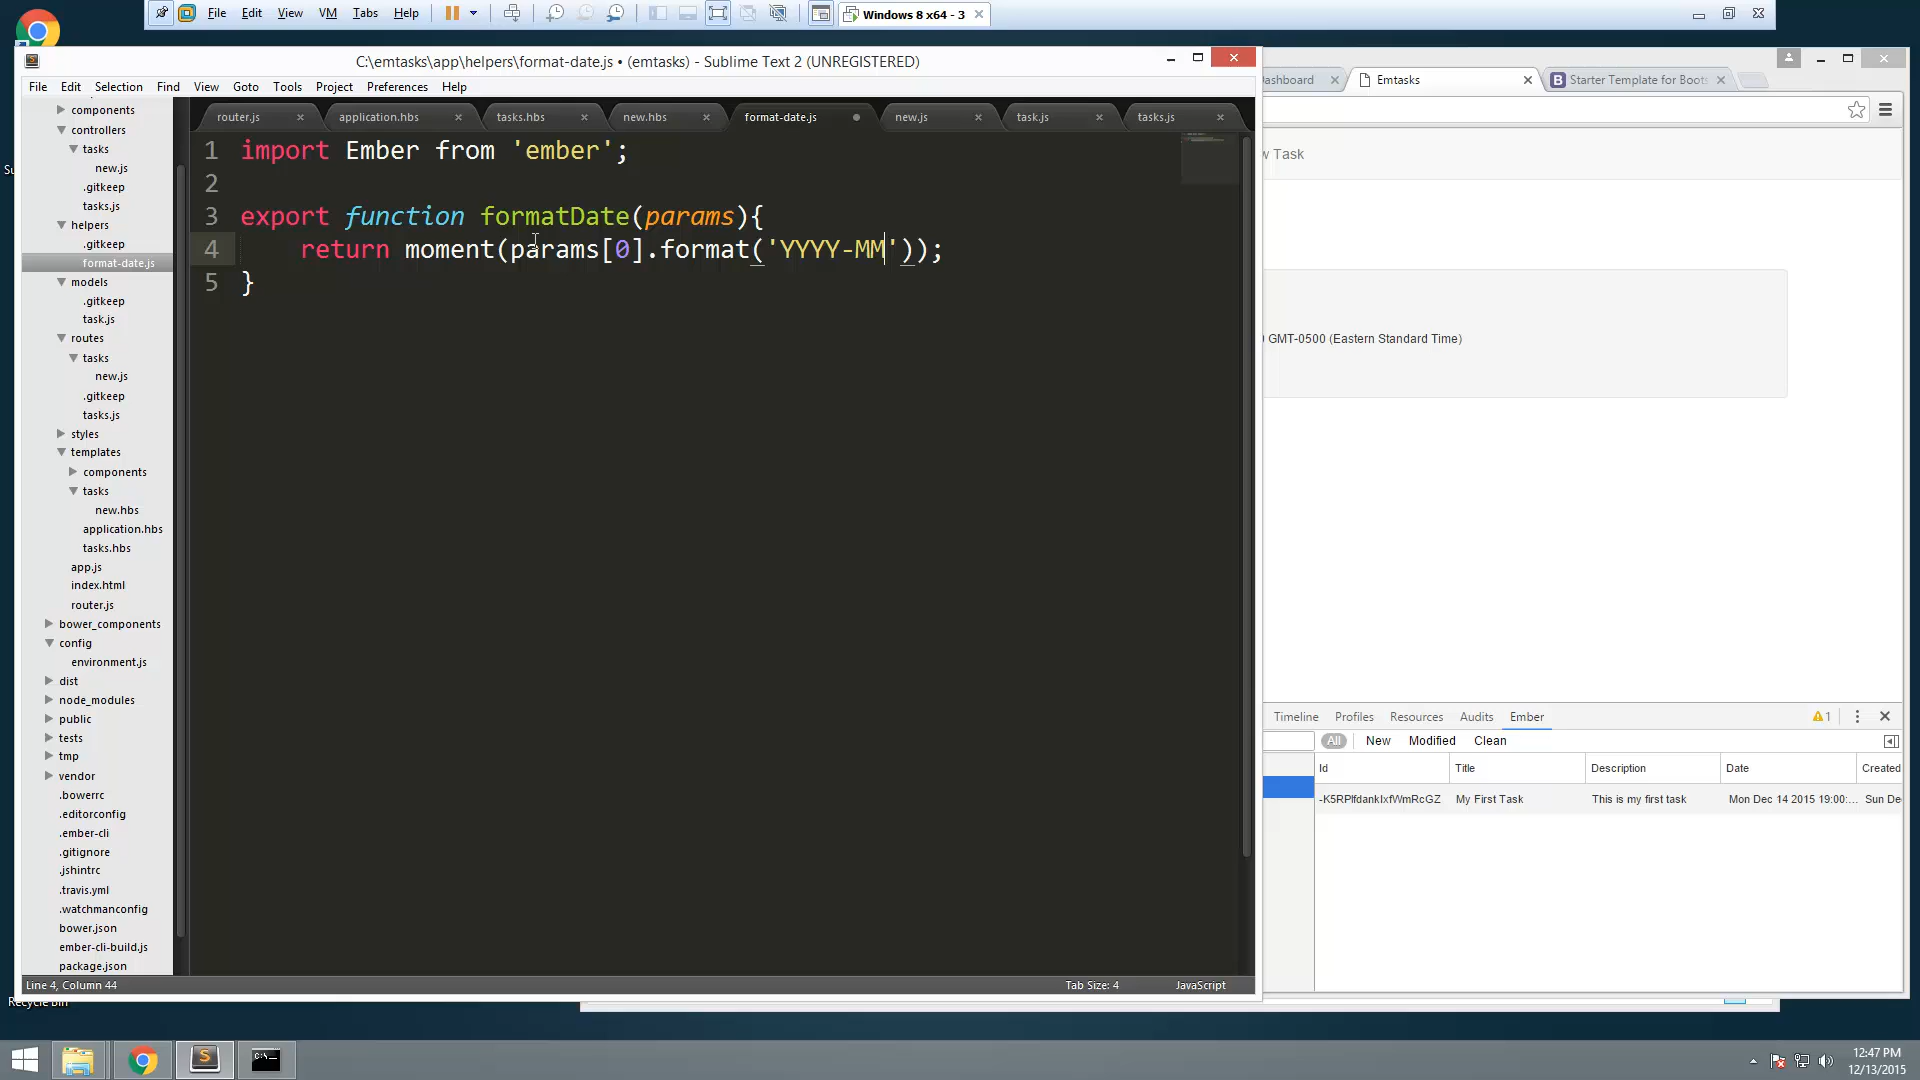 File Edit View VM Tabs Help Windows 8 x64 - 3
C:\emtasks\app\helpers\format-date.js • (emtasks) - Sublime Text 2 (UNREGISTERED)
File Edit Selection Find View Goto Tools Project Preferences Help
router.js application.hbs tasks.hbs new.hbs format-date.js new.js task.js tasks.js
components
controllers
tasks
new.js
.gitkeep
tasks.js
helpers
.gitkeep
format-date.js
models
.gitkeep
task.js
routes
tasks
new.js
.gitkeep
tasks.js
styles
templates
components
tasks
new.hbs
application.hbs
tasks.hbs
app.js
index.html
router.js
bower_components
config
environment.js
dist
node_modules
public
tests
tmp
vendor
.bowerrc
.editorconfig
.ember-cli
.gitignore
.jshintrc
.travis.yml
.watchmanconfig
bower.json
ember-cli-build.js
package.json
1 import Ember from 'ember';
2
3 export function formatDate(params){
4 return moment(params[0].format('YYYY-MM'));
5 }
Line 4, Column 44 Tab Size: 4 JavaScript
Dashboard Emtasks Starter Template for Boots
w Task
GMT-0500 (Eastern Standard Time)
Timeline Profiles Resources Audits Ember 1
All New Modified Clean
Id Title Description Date Created
-K5RPlfdankIxfWmRcGZ My First Task This is my first task Mon Dec 14 2015 19:00:... Sun De
Recycle Bin
12:47 PM
12/13/2015